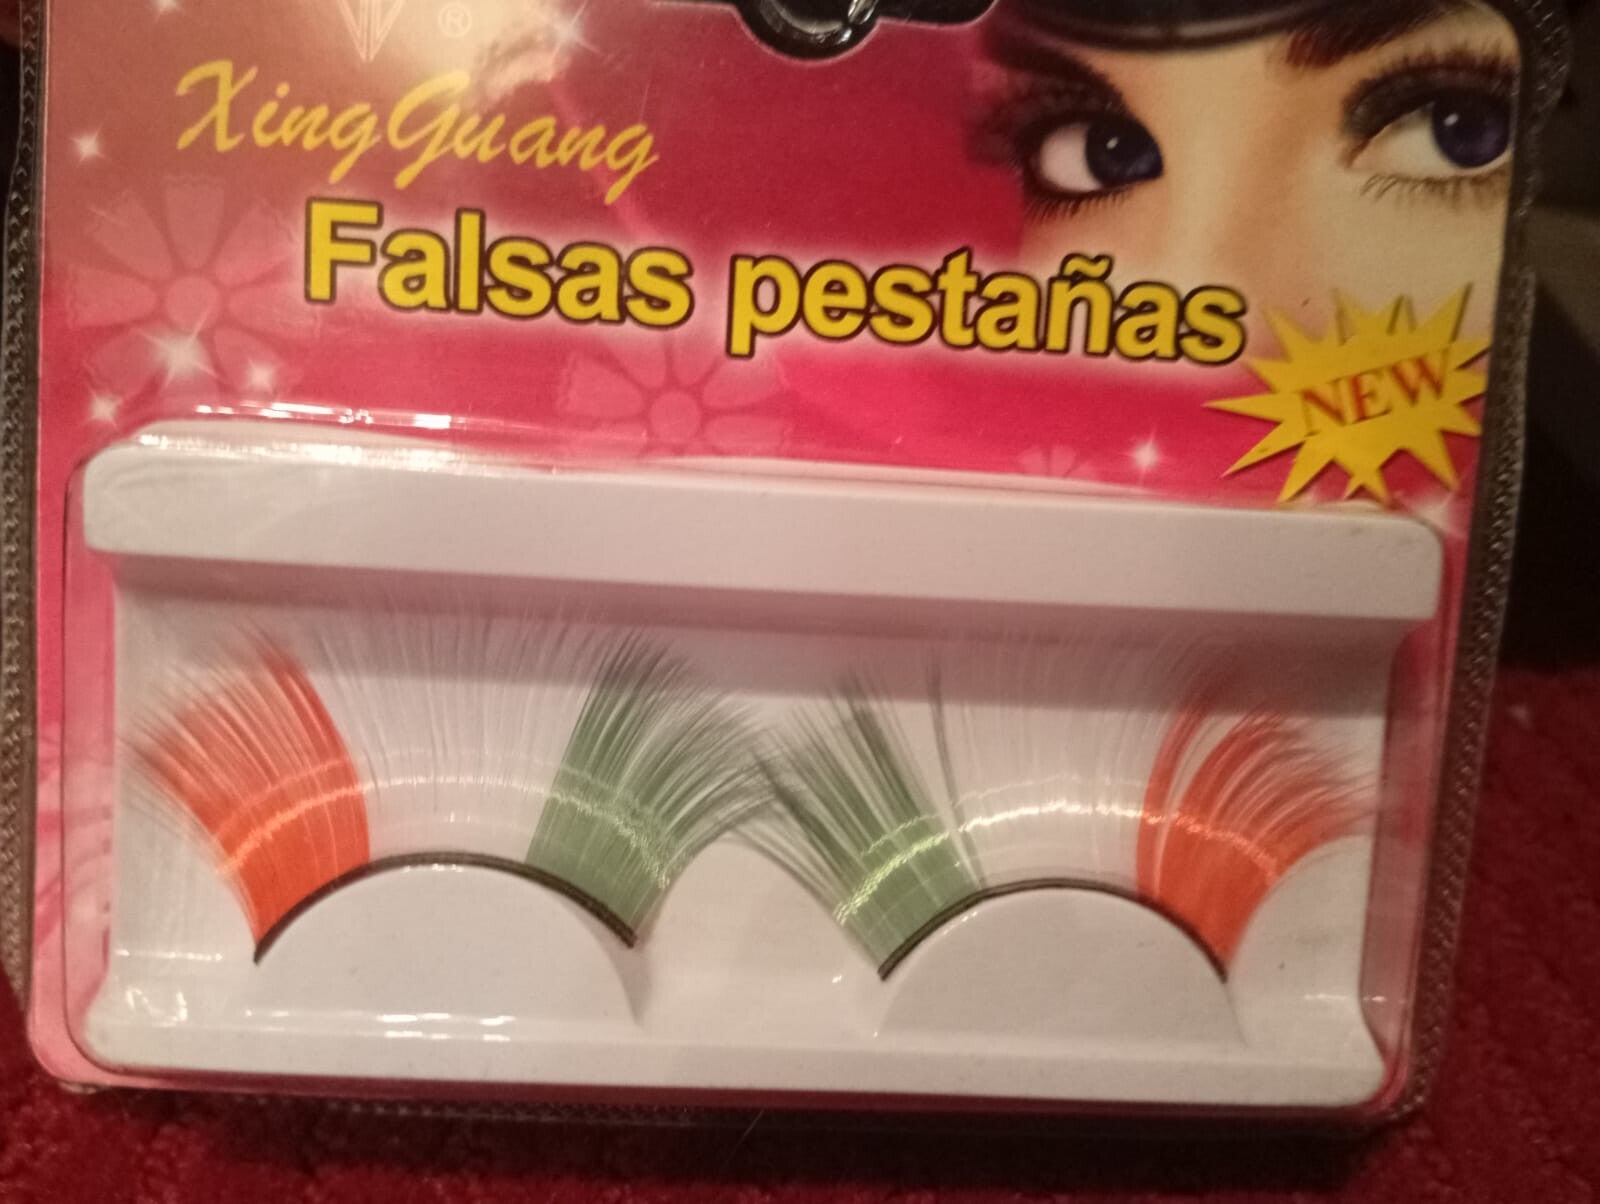 ®
XingGuang
Falsas pestañas
NEW